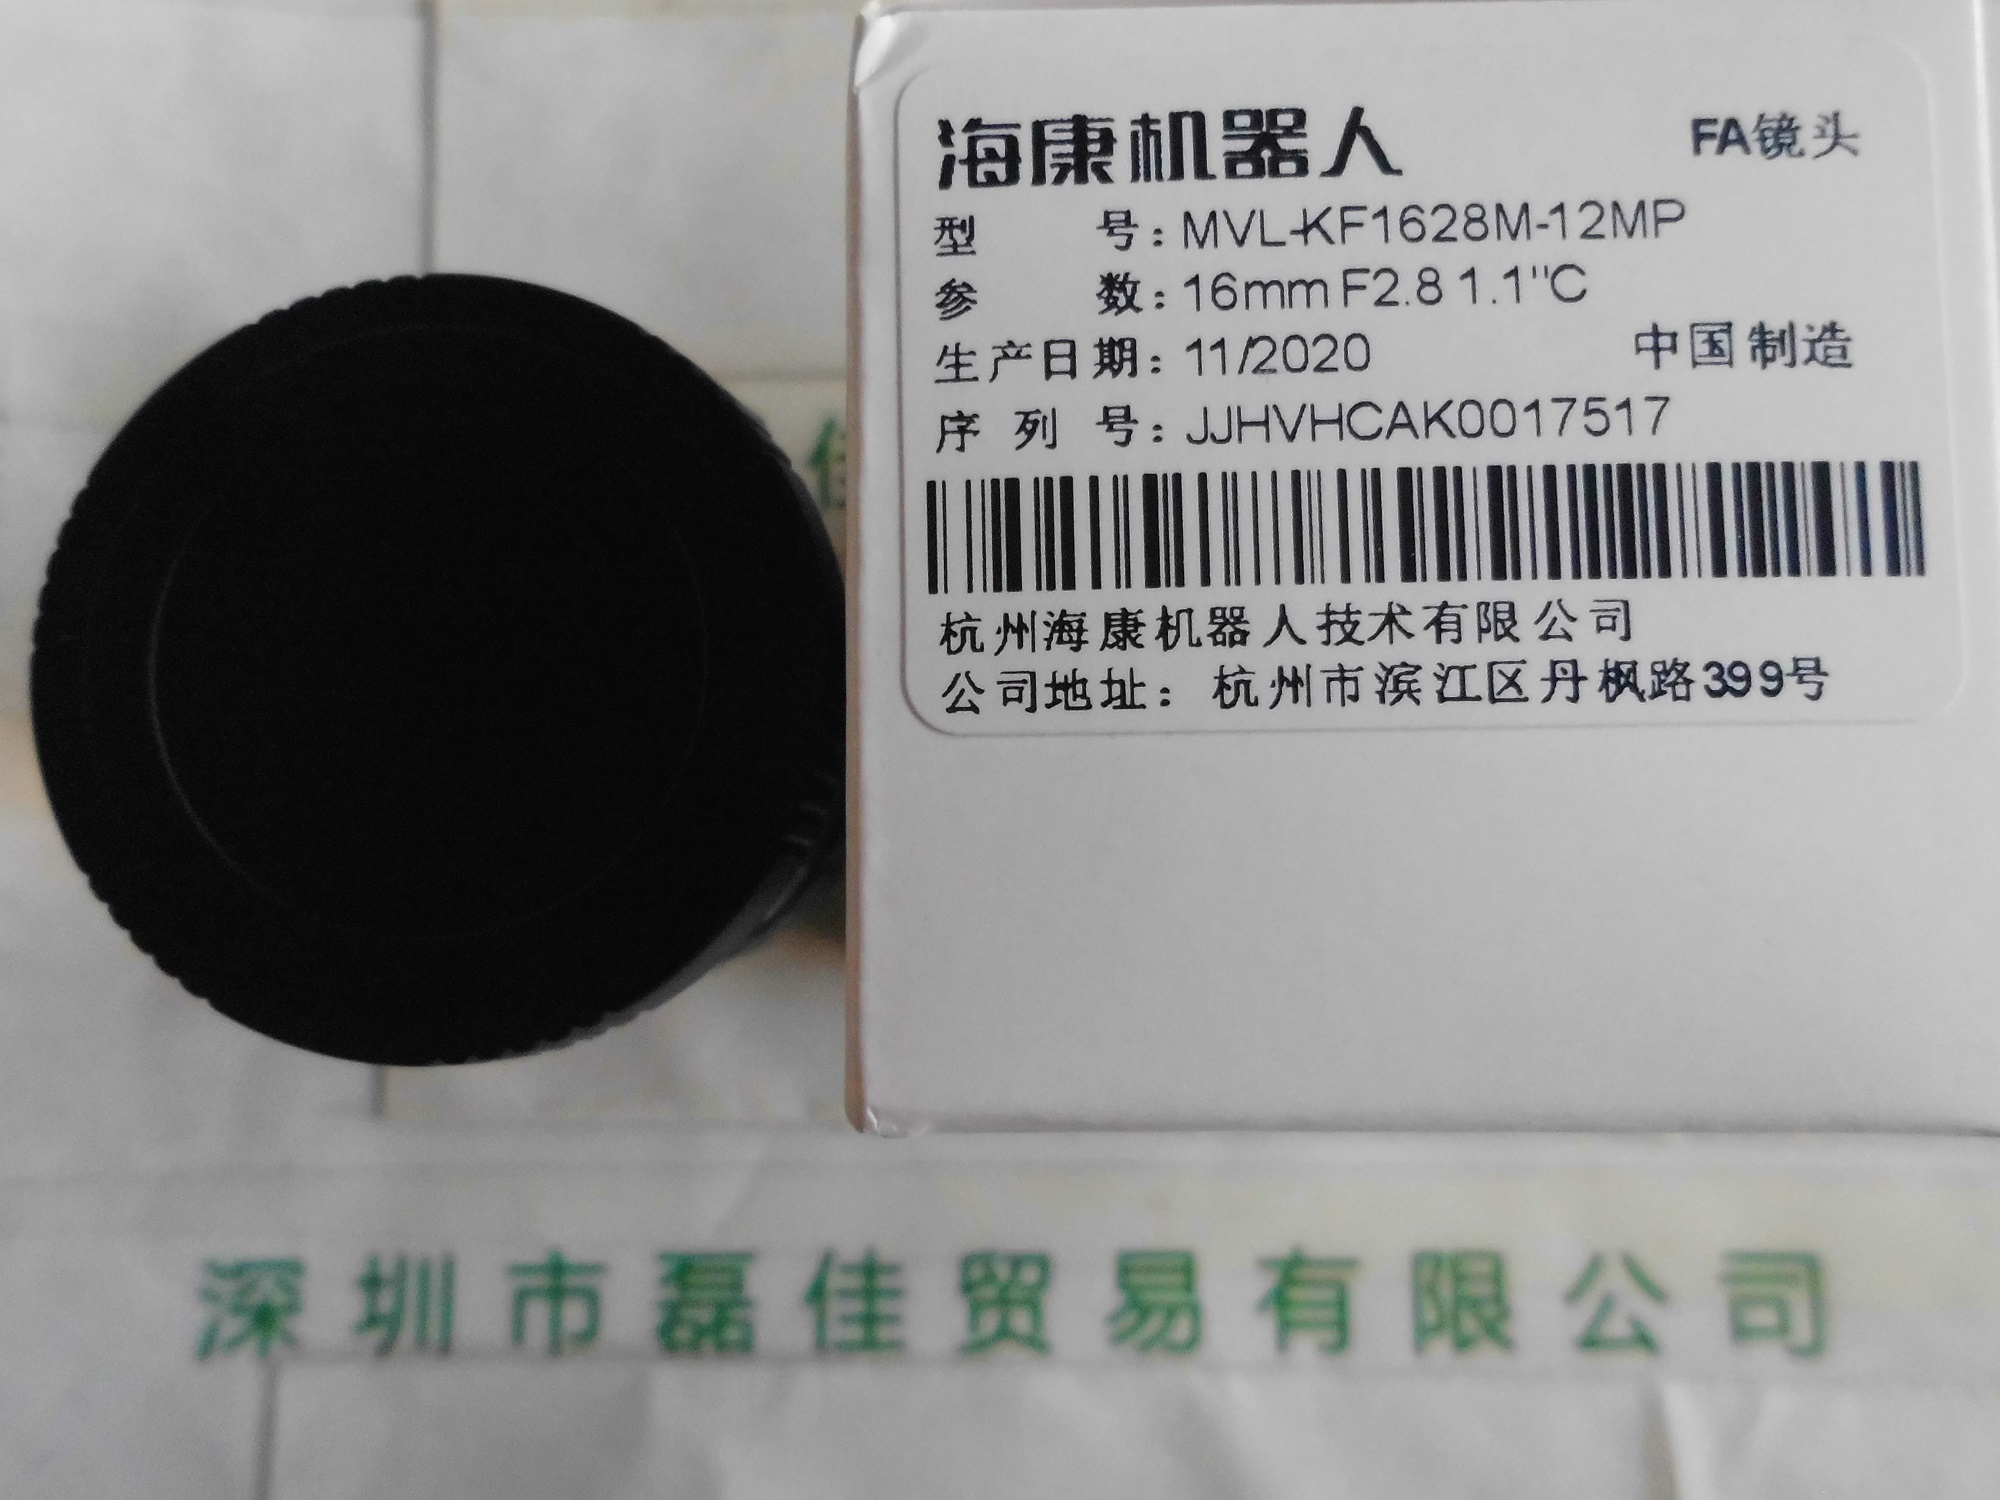 海康机器人 FA镜头
型 号：MVL-KF1628M-12MP
参 数：16mm F2.8 1.1"C
生产日期：11/2020 中国制造
序 列 号：JJHVHCAK0017517
杭州海康机器人技术有限公司
公司地址：杭州市滨江区丹枫路399号
佳
深圳市磊佳贸易有限公司